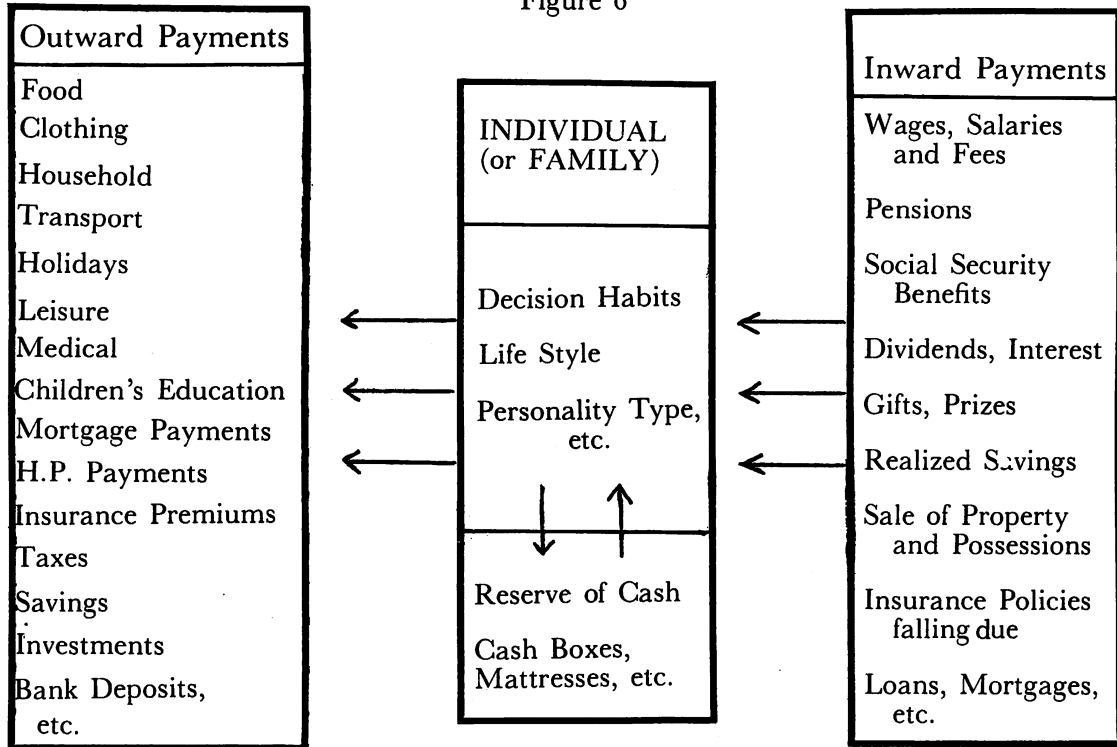 Figure 6
Outward Payments
Food
Clothing
Household
Transport
Holidays
Leisure
Medical
Children's Education
Mortgage Payments
H.P. Payments
Insurance Premiums
Taxes
Savings
Investments
Bank Deposits,
etc.
INDIVIDUAL
(or FAMILY)
Decision Habits
Life Style
Personality Type,
etc.
Reserve of Cash
Cash Boxes,
Mattresses, etc.
Inward Payments
Wages, Salaries
and Fees
Pensions
Social Security
Benefits
Dividends, Interest
Gifts, Prizes
Realized Savings
Sale of Property
and Possessions
Insurance Policies
falling due
Loans, Mortgages,
etc.